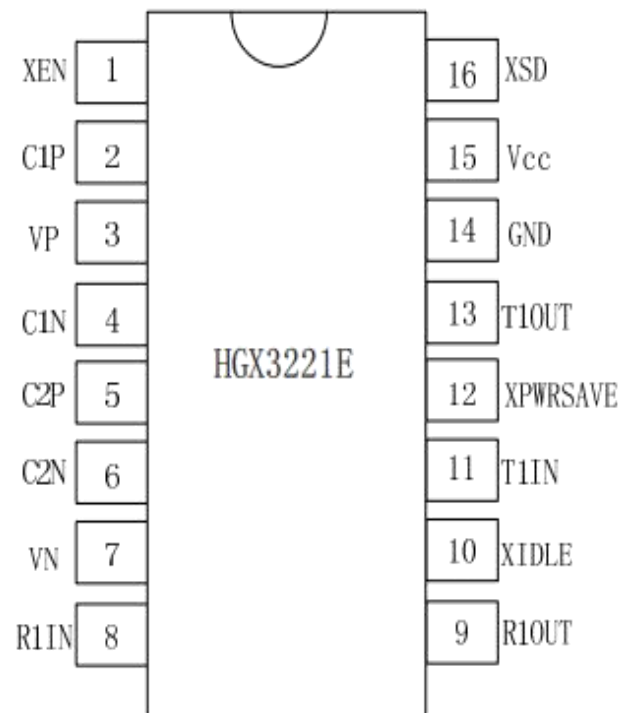 XEN 1 16 XSD
C1P 2 15 Vcc
VP 3 14 GND
C1N 4 13 T1OUT
HGX3221E
C2P 5 12 XPWRSAVE
C2N 6 11 T1IN
VN 7 10 XIDLE
R1IN 8 9 R1OUT